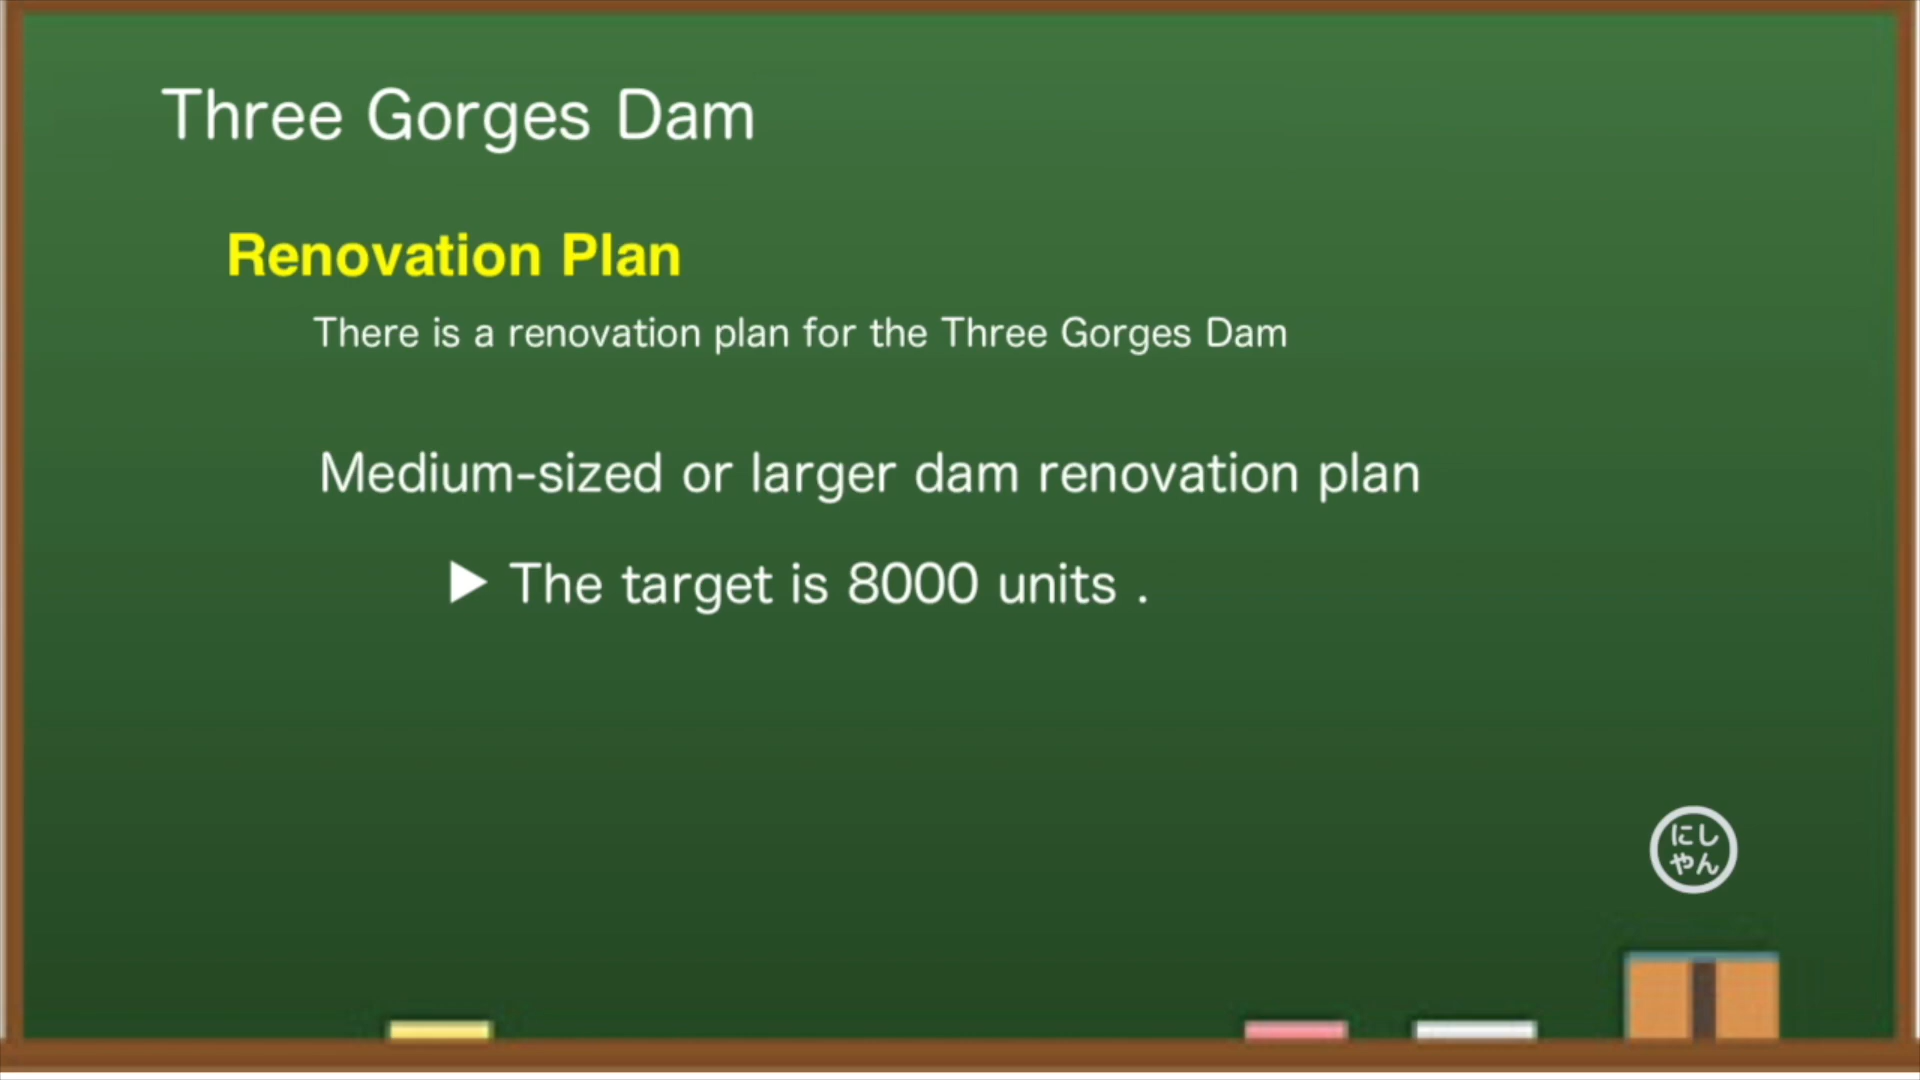 Three Gorges Dam
Renovation Plan
There is a renovation plan for the Three Gorges Dam
Medium-sized or larger dam renovation plan
▶ The target is 8000 units .
にし
やん